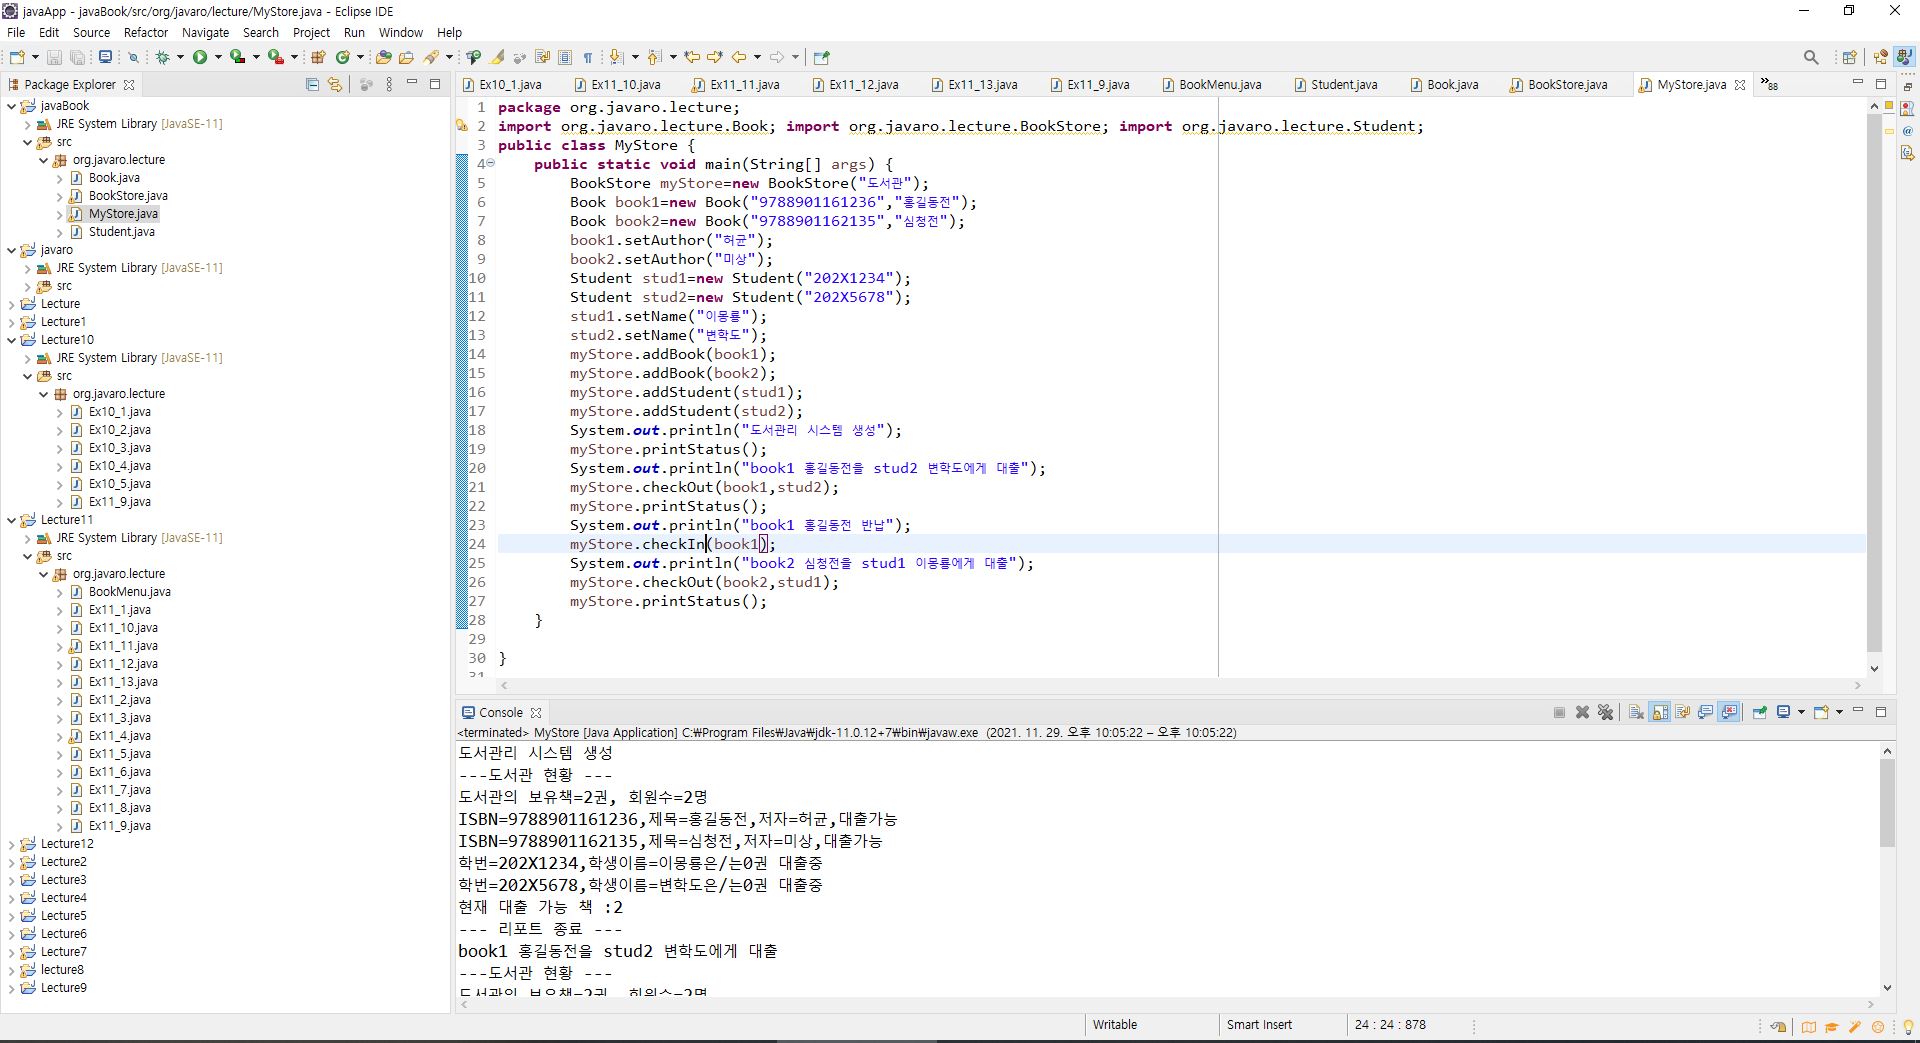 javaApp - javaBook/src/org/javaro/lecture/MyStore.java - Eclipse IDE
File Edit Source Refactor Navigate Search Project Run Window Help
Package Explorer
javaBook
JRE System Library [JavaSE-11]
src
org.javaro.lecture
Book.java
BookStore.java
MyStore.java
Student.java
javaro
JRE System Library [JavaSE-11]
src
Lecture
Lecture1
Lecture10
JRE System Library [JavaSE-11]
src
org.javaro.lecture
Ex10_1.java
Ex10_2.java
Ex10_3.java
Ex10_4.java
Ex10_5.java
Ex11_9.java
Lecture11
JRE System Library [JavaSE-11]
src
org.javaro.lecture
BookMenu.java
Ex11_1.java
Ex11_10.java
Ex11_11.java
Ex11_12.java
Ex11_13.java
Ex11_2.java
Ex11_3.java
Ex11_4.java
Ex11_5.java
Ex11_6.java
Ex11_7.java
Ex11_8.java
Ex11_9.java
Lecture12
Lecture2
Lecture3
Lecture4
Lecture5
Lecture6
Lecture7
lecture8
Lecture9
Ex10_1.java Ex11_10.java Ex11_11.java Ex11_12.java Ex11_13.java Ex11_9.java BookMenu.java Student.java Book.java BookStore.java MyStore.java 88
1 package org.javaro.lecture;
2 import org.javaro.lecture.Book; import org.javaro.lecture.BookStore; import org.javaro.lecture.Student;
3 public class MyStore {
4 public static void main(String[] args) {
5 BookStore myStore=new BookStore("도서관");
6 Book book1=new Book("9788901161236","홍길동전");
7 Book book2=new Book("9788901162135","심청전");
8 book1.setAuthor("허균");
9 book2.setAuthor("미상");
10 Student stud1=new Student("202X1234");
11 Student stud2=new Student("202X5678");
12 stud1.setName("이몽룡");
13 stud2.setName("변학도");
14 myStore.addBook(book1);
15 myStore.addBook(book2);
16 myStore.addStudent(stud1);
17 myStore.addStudent(stud2);
18 System.out.println("도서관리 시스템 생성");
19 myStore.printStatus();
20 System.out.println("book1 홍길동전을 stud2 변학도에게 대출");
21 myStore.checkOut(book1,stud2);
22 myStore.printStatus();
23 System.out.println("book1 홍길동전 반납");
24 myStore.checkIn(book1);
25 System.out.println("book2 심청전을 stud1 이몽룡에게 대출");
26 myStore.checkOut(book2,stud1);
27 myStore.printStatus();
28 }
29
30 }
31
Console
<terminated> MyStore [Java Application] C:₩Program Files₩Java₩jdk-11.0.12+7₩bin₩javaw.exe (2021. 11. 29. 오후 10:05:22 – 오후 10:05:22)
도서관리 시스템 생성
---도서관 현황 ---
도서관의 보유책=2권, 회원수=2명
ISBN=9788901161236,제목=홍길동전,저자=허균,대출가능
ISBN=9788901162135,제목=심청전,저자=미상,대출가능
학번=202X1234,학생이름=이몽룡은/는0권 대출중
학번=202X5678,학생이름=변학도은/는0권 대출중
현재 대출 가능 책 :2
--- 리포트 종료 ---
book1 홍길동전을 stud2 변학도에게 대출
---도서관 현황 ---
도서관의 보유책=2권, 회원수=2명
Writable Smart Insert 24 : 24 : 878